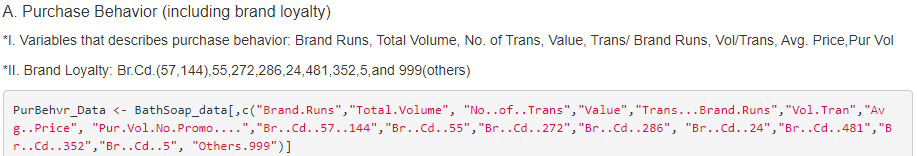 A. Purchase Behavior (including brand loyalty)
*I. Variables that describes purchase behavior: Brand Runs, Total Volume, No. of Trans, Value, Trans/ Brand Runs, Vol/Trans, Avg. Price,Pur Vol
*II. Brand Loyalty: Br.Cd.(57,144),55,272,286,24,481,352,5,and 999(others)
PurBehvr_Data <- BathSoap_data[,c("Brand.Runs","Total.Volume", "No..of..Trans","Value","Trans...Brand.Runs","Vol.Tran","Av
g..Price", "Pur.Vol.No.Promo....","Br..Cd..57..144","Br..Cd..55","Br..Cd..272","Br..Cd..286", "Br..Cd..24","Br..Cd..481","B
r..Cd..352","Br..Cd..5", "Others.999")]